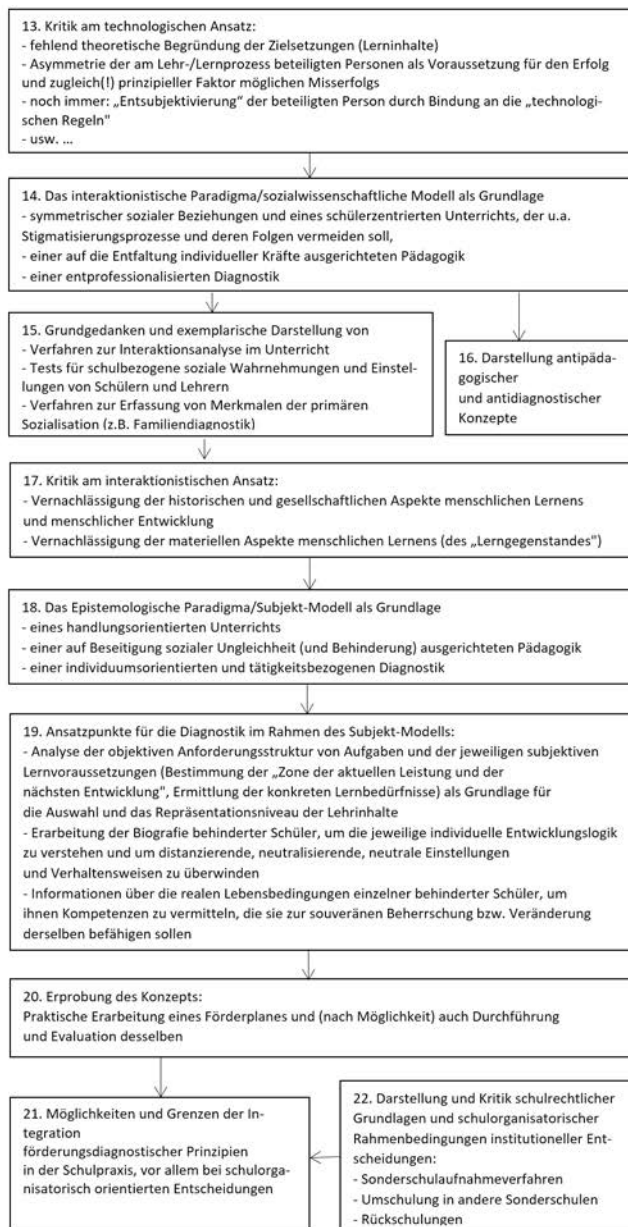 13. Kritik am technologischen Ansatz:
- fehlend theoretische Begründung der Zielsetzungen (Lerninhalte)
- Asymmetrie der am Lehr-/Lernprozess beteiligten Personen als Voraussetzung für den Erfolg
und zugleich(!) prinzipieller Faktor möglichen Misserfolgs
- noch immer: „Entsubjektivierung" der beteiligten Person durch Bindung an die „technologi-
schen Regeln"
- usw. ...
14. Das interaktionistische Paradigma/sozialwissenschaftliche Modell als Grundlage
- symmetrischer sozialer Beziehungen und eines schülerzentrierten Unterrichts, der u.a.
Stigmatisierungsprozesse und deren Folgen vermeiden soll,
- einer auf die Entfaltung individueller Kräfte ausgerichteten Pädagogik
- einer entprofessionalisierten Diagnostik
15. Grundgedanken und exemplarische Darstellung von
- Verfahren zur Interaktionsanalyse im Unterricht
- Tests für schulbezogene soziale Wahrnehmungen und Einstel-
lungen von Schülern und Lehrern
- Verfahren zur Erfassung von Merkmalen der primären
Sozialisation (z.B. Familiendiagnostik)
16. Darstellung antipäda-
gogischer
und antidiagnostischer
Konzepte
17. Kritik am interaktionistischen Ansatz:
- Vernachlässigung der historischen und gesellschaftlichen Aspekte menschlichen Lernens
und menschlicher Entwicklung
- Vernachlässigung der materiellen Aspekte menschlichen Lernens (des „Lerngegenstandes")
18. Das Epistemologische Paradigma/Subjekt-Modell als Grundlage
- eines handlungsorientierten Unterrichts
- einer auf Beseitigung sozialer Ungleichheit (und Behinderung) ausgerichteten Pädagogik
- einer individuumsorientierten und tätigkeitsbezogenen Diagnostik
19. Ansatzpunkte für die Diagnostik im Rahmen des Subjekt-Modells:
- Analyse der objektiven Anforderungsstruktur von Aufgaben und der jeweiligen subjektiven
Lernvoraussetzungen (Bestimmung der „Zone der aktuellen Leistung und der
nächsten Entwicklung", Ermittlung der konkreten Lernbedürfnisse) als Grundlage für
die Auswahl und das Repräsentationsniveau der Lehrinhalte
- Erarbeitung der Biografie behinderter Schüler, um die jeweilige individuelle Entwicklungslogik
zu verstehen und um distanzierende, neutralisierende, neutrale Einstellungen
und Verhaltensweisen zu überwinden
- Informationen über die realen Lebensbedingungen einzelner behinderter Schüler, um
ihnen Kompetenzen zu vermitteln, die sie zur souveränen Beherrschung bzw. Veränderung
derselben befähigen sollen
20. Erprobung des Konzepts:
Praktische Erarbeitung eines Förderplanes und (nach Möglichkeit) auch Durchführung
und Evaluation desselben
21. Möglichkeiten und Grenzen der In-
tegration
förderungsdiagnostischer Prinzipien
in der Schulpraxis, vor allem bei schulorga-
nisatorisch orientierten Entscheidungen
22. Darstellung und Kritik schulrechtlicher
Grundlagen und schulorganisatorischer
Rahmenbedingungen institutioneller Ent-
scheidungen:
- Sonderschulaufnahmeverfahren
- Umschulung in andere Sonderschulen
- Rückschulungen